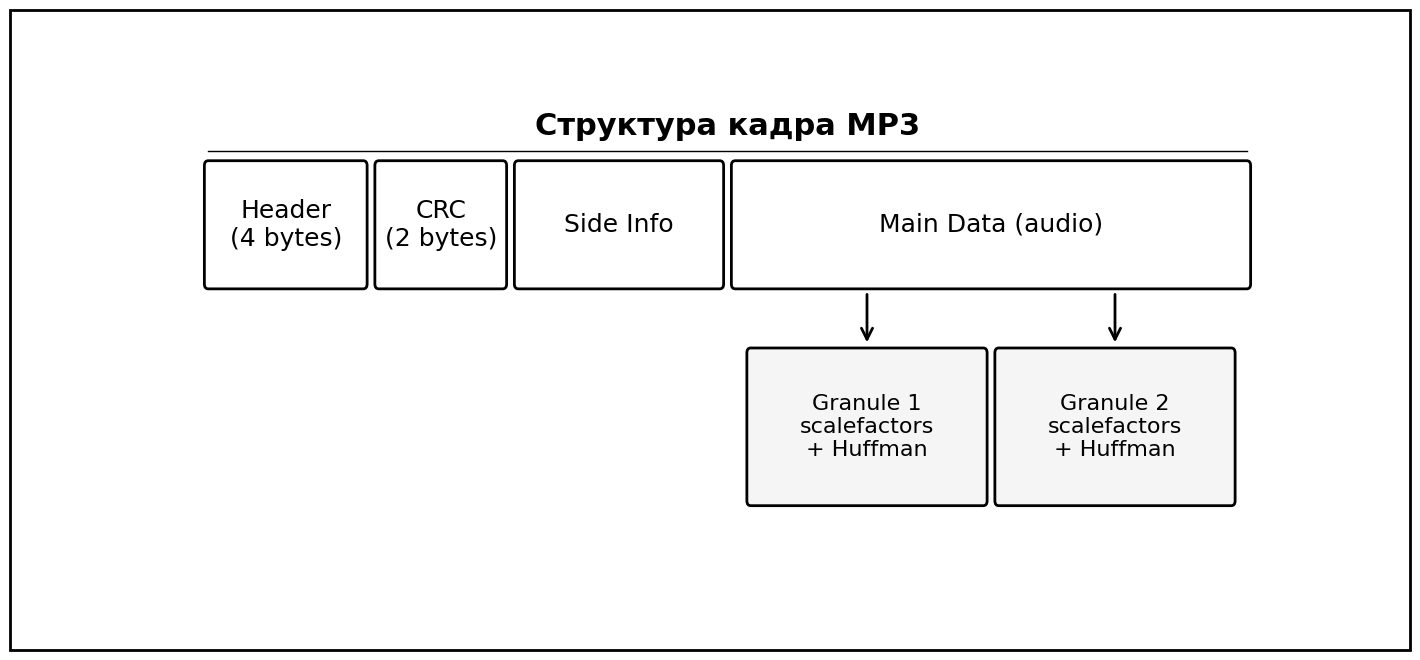 Структура кадра MP3
Header
(4 bytes)
CRC
(2 bytes)
Side Info
Main Data (audio)
Granule 1
scalefactors
+ Huffman
Granule 2
scalefactors
+ Huffman